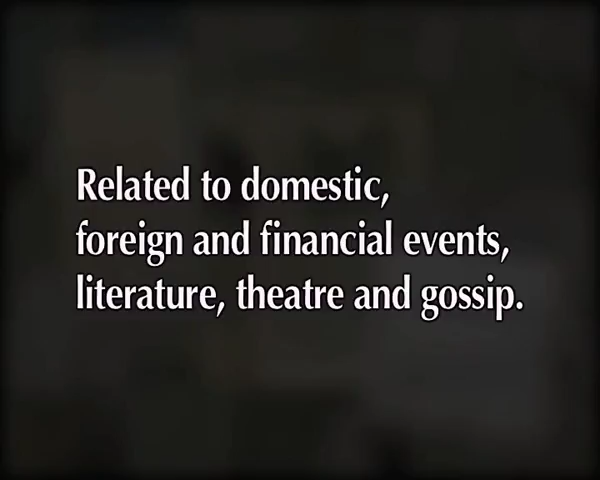 Related to domestic,
foreign and financial events,
literature, theatre and gossip.